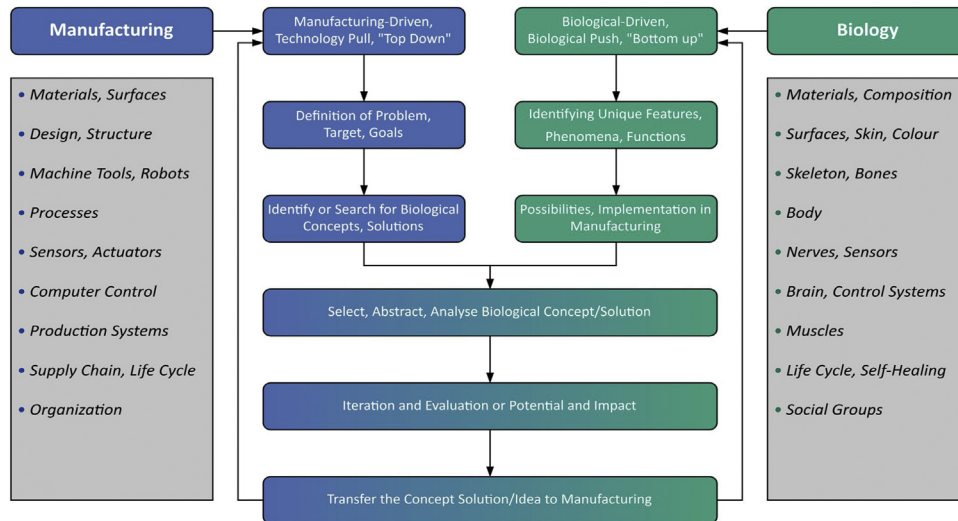 Manufacturing
Manufacturing-Driven,
Technology Pull, "Top Down"
Biological-Driven,
Biological Push, "Bottom up"
Biology
• Materials, Surfaces
• Design, Structure
• Machine Tools, Robots
• Processes
• Sensors, Actuators
• Computer Control
• Production Systems
• Supply Chain, Life Cycle
• Organization
Definition of Problem,
Target, Goals
Identify or Search for Biological
Concepts, Solutions
Identifying Unique Features,
Phenomena, Functions
Possibilities, Implementation in
Manufacturing
Select, Abstract, Analyse Biological Concept/Solution
Iteration and Evaluation or Potential and Impact
Transfer the Concept Solution/Idea to Manufacturing
• Materials, Composition
• Surfaces, Skin, Colour
• Skeleton, Bones
• Body
• Nerves, Sensors
• Brain, Control Systems
• Muscles
• Life Cycle, Self-Healing
• Social Groups